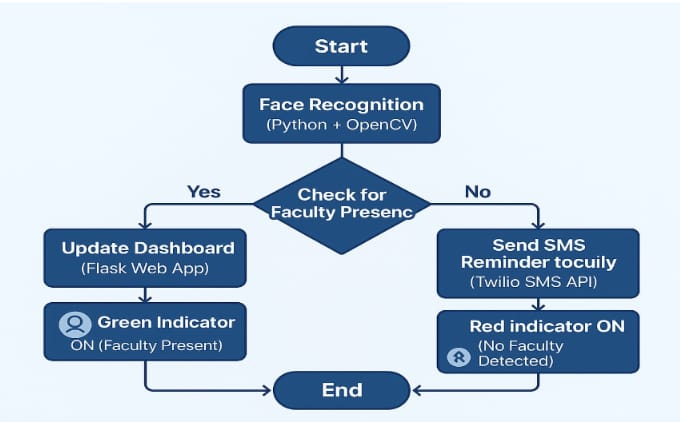 Start
Face Recognition
(Python + OpenCV)
Check for
Faculty Presenc
Yes
No
Update Dashboard
(Flask Web App)
Green Indicator
ON (Faculty Present)
Send SMS
Reminder tocuily
(Twilio SMS API)
Red indicator ON
(No Faculty
Detected)
End